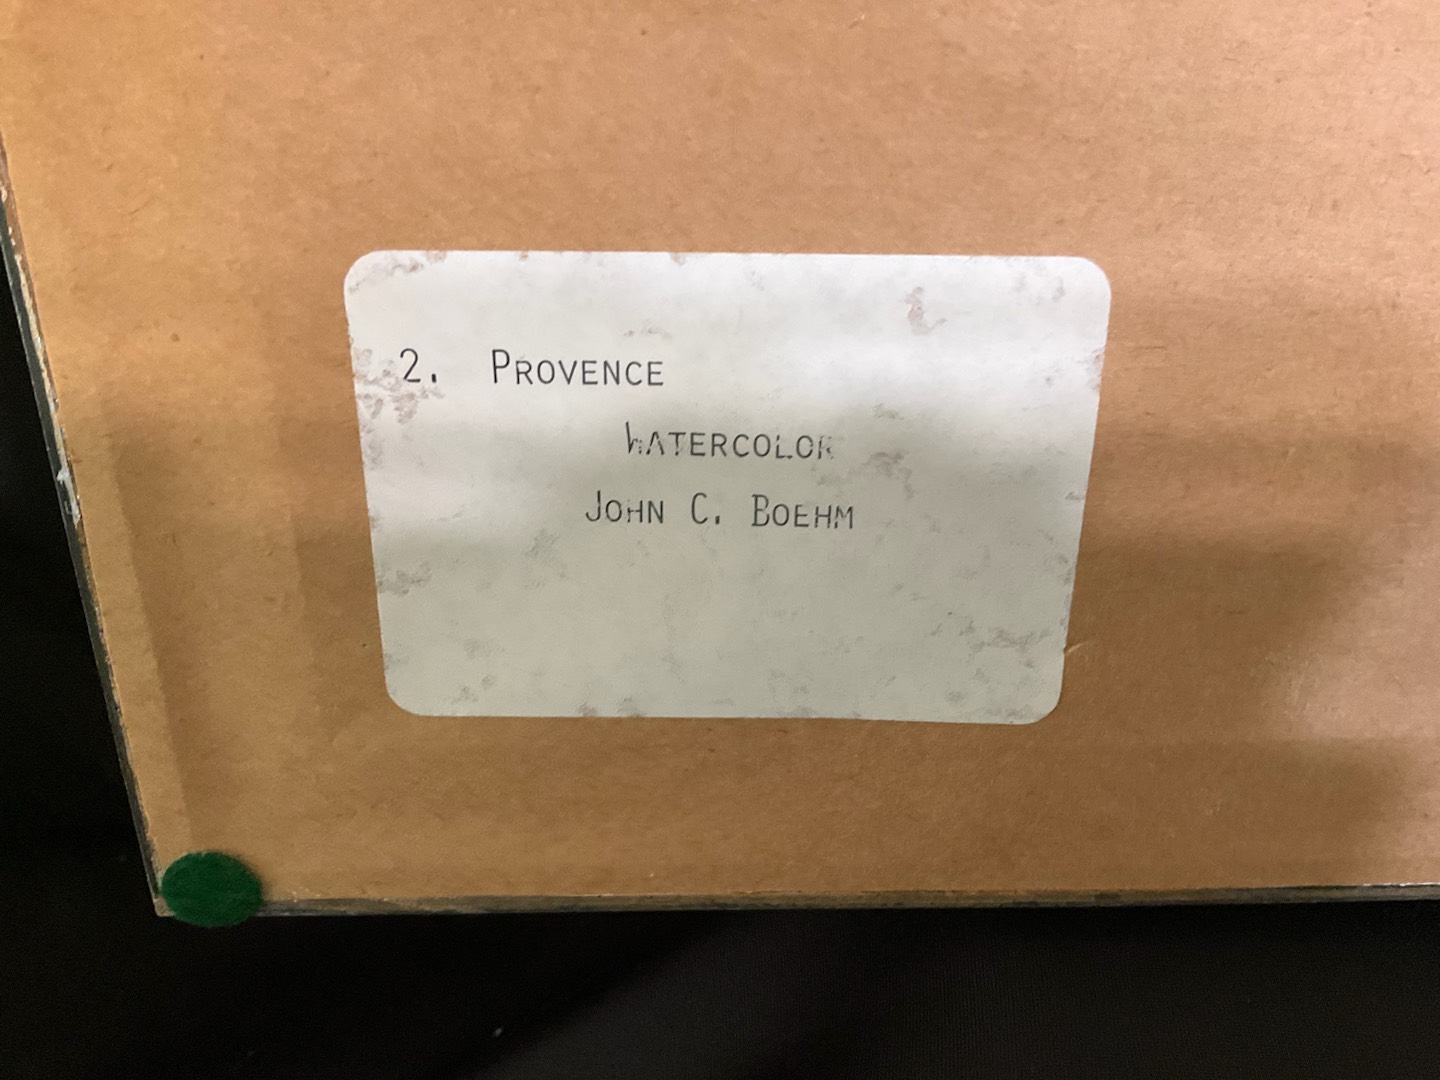 2. PROVENCE
WATERCOLOR
JOHN C. BOEHM